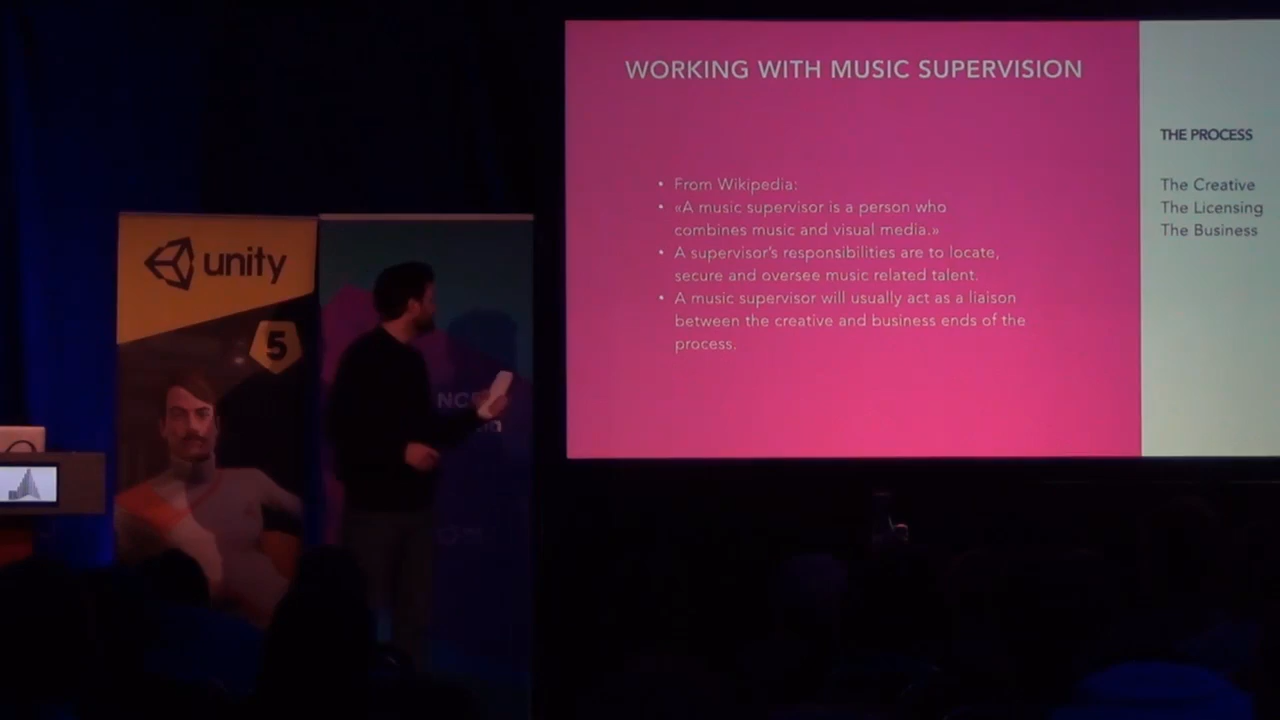 WORKING WITH MUSIC SUPERVISION
• From Wikipedia:
• «A music supervisor is a person who
combines music and visual media.»
• A supervisor's responsibilities are to locate,
secure and oversee music related talent.
• A music supervisor will usually act as a liaison
between the creative and business ends of the
process.
THE PROCESS
The Creative
The Licensing
The Business
unity
5